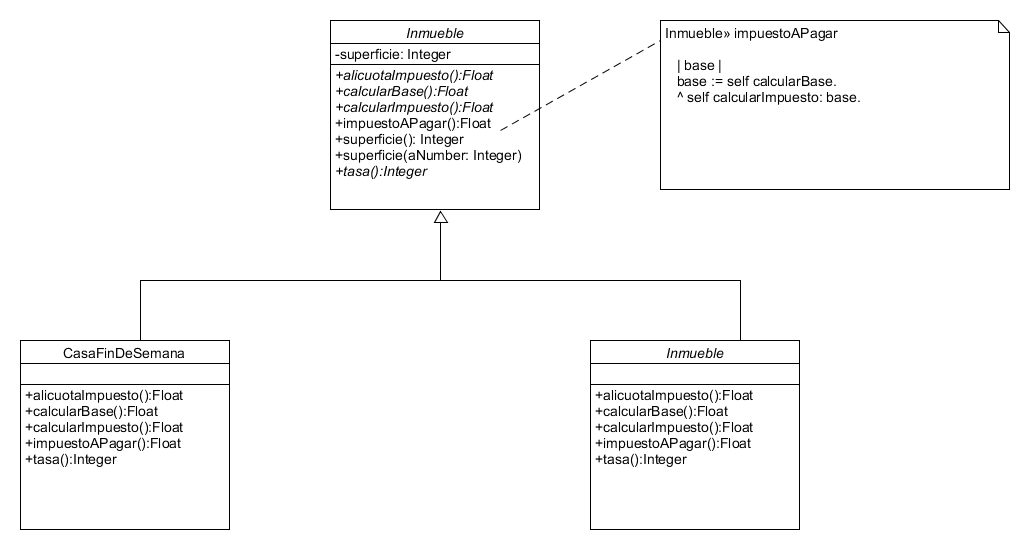 Inmueble
-superficie: Integer
+alicuotaImpuesto():Float
+calcularBase():Float
+calcularImpuesto():Float
+impuestoAPagar():Float
+superficie(): Integer
+superficie(aNumber: Integer)
+tasa():Integer
Inmueble» impuestoAPagar
| base |
base := self calcularBase.
^ self calcularImpuesto: base.
CasaFinDeSemana
+alicuotaImpuesto():Float
+calcularBase():Float
+calcularImpuesto():Float
+impuestoAPagar():Float
+tasa():Integer
Inmueble
+alicuotaImpuesto():Float
+calcularBase():Float
+calcularImpuesto():Float
+impuestoAPagar():Float
+tasa():Integer